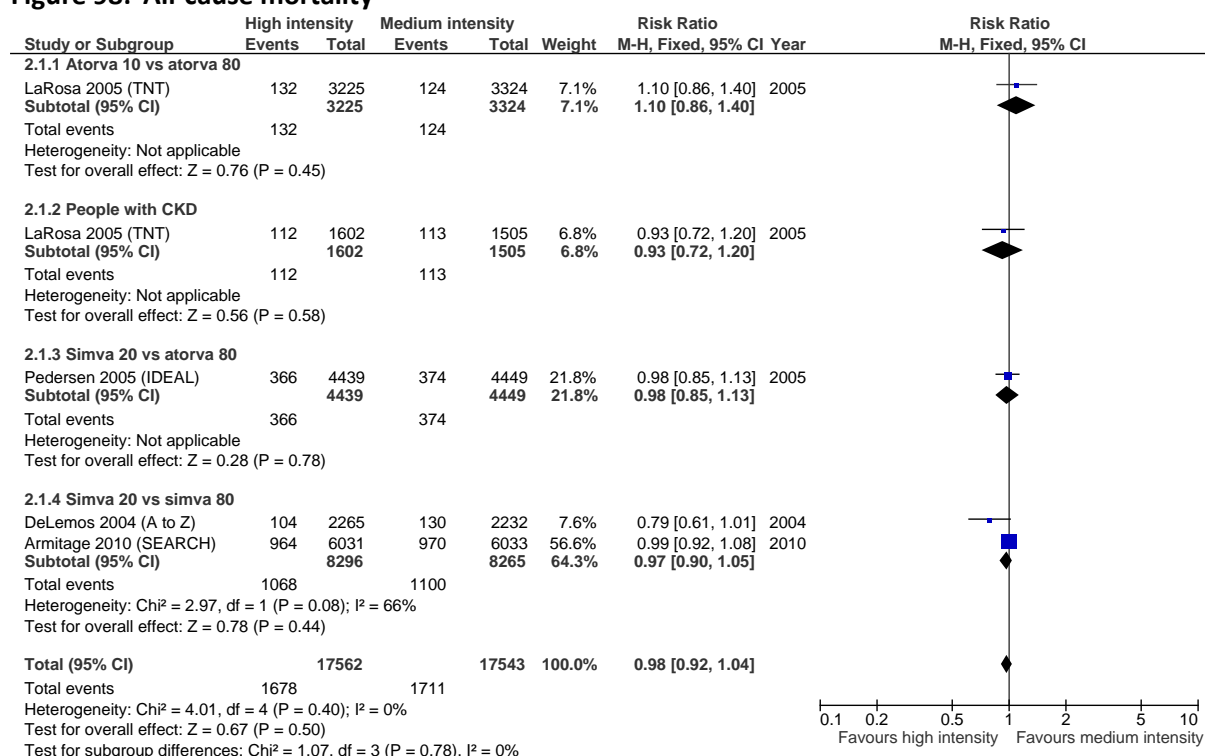 Figure 98: All-cause mortality
High intensity Medium intensity Risk Ratio Risk Ratio
Study or Subgroup Events Total Events Total Weight M-H, Fixed, 95% CI Year M-H, Fixed, 95% CI
2.1.1 Atorva 10 vs atorva 80
LaRosa 2005 (TNT) 132 3225 124 3324 7.1% 1.10 [0.86, 1.40] 2005
Subtotal (95% CI) 3225 3324 7.1% 1.10 [0.86, 1.40]
Total events 132 124
Heterogeneity: Not applicable
Test for overall effect: Z = 0.76 (P = 0.45)
2.1.2 People with CKD
LaRosa 2005 (TNT) 112 1602 113 1505 6.8% 0.93 [0.72, 1.20] 2005
Subtotal (95% CI) 1602 1505 6.8% 0.93 [0.72, 1.20]
Total events 112 113
Heterogeneity: Not applicable
Test for overall effect: Z = 0.56 (P = 0.58)
2.1.3 Simva 20 vs atorva 80
Pedersen 2005 (IDEAL) 366 4439 374 4449 21.8% 0.98 [0.85, 1.13] 2005
Subtotal (95% CI) 4439 4449 21.8% 0.98 [0.85, 1.13]
Total events 366 374
Heterogeneity: Not applicable
Test for overall effect: Z = 0.28 (P = 0.78)
2.1.4 Simva 20 vs simva 80
DeLemos 2004 (A to Z) 104 2265 130 2232 7.6% 0.79 [0.61, 1.01] 2004
Armitage 2010 (SEARCH) 964 6031 970 6033 56.6% 0.99 [0.92, 1.08] 2010
Subtotal (95% CI) 8296 8265 64.3% 0.97 [0.90, 1.05]
Total events 1068 1100
Heterogeneity: Chi² = 2.97, df = 1 (P = 0.08); I² = 66%
Test for overall effect: Z = 0.78 (P = 0.44)
Total (95% CI) 17562 17543 100.0% 0.98 [0.92, 1.04]
Total events 1678 1711
Heterogeneity: Chi² = 4.01, df = 4 (P = 0.40); I² = 0%
Test for overall effect: Z = 0.67 (P = 0.50)
Test for subgroup differences: Chi² = 1.07, df = 3 (P = 0.78), I² = 0%
0.1 0.2 0.5 1 2 5 10
Favours high intensity Favours medium intensity